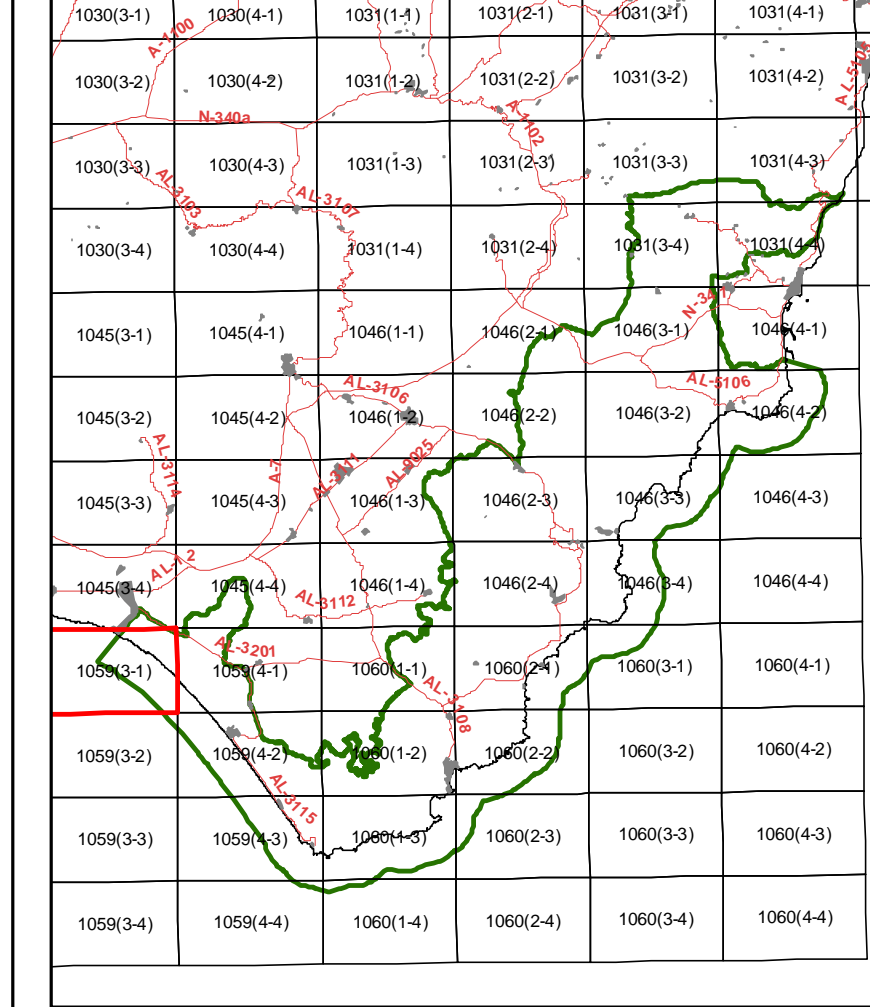 1030(3-1) 1030(4-1) 1031(1-1) 1031(2-1) 1031(3-1) 1031(4-1)
A-1100
AL-5105
1030(3-2) 1030(4-2) 1031(1-2) 1031(2-2) 1031(3-2) 1031(4-2)
N-340a
A-1102
1030(3-3) 1030(4-3) 1031(1-3) 1031(2-3) 1031(3-3) 1031(4-3)
AL-3103
AL-3107
1030(3-4) 1030(4-4) 1031(1-4) 1031(2-4) 1031(3-4) 1031(4-4)
N-341
1045(3-1) 1045(4-1) 1046(1-1) 1046(2-1) 1046(3-1) 1046(4-1)
AL-3106
AL-5106
1045(3-2) 1045(4-2) 1046(1-2) 1046(2-2) 1046(3-2) 1046(4-2)
AL-3114
A-7
AL-3111
AL-9025
1045(3-3) 1045(4-3) 1046(1-3) 1046(2-3) 1046(3-3) 1046(4-3)
AL-12
1045(3-4) 1045(4-4) 1046(1-4) 1046(2-4) 1046(3-4) 1046(4-4)
AL-3112
AL-3201
1059(3-1) 1059(4-1) 1060(1-1) 1060(2-1) 1060(3-1) 1060(4-1)
AL-3108
1059(3-2) 1059(4-2) 1060(1-2) 1060(2-2) 1060(3-2) 1060(4-2)
AL-3115
1059(3-3) 1059(4-3) 1060(1-3) 1060(2-3) 1060(3-3) 1060(4-3)
1059(3-4) 1059(4-4) 1060(1-4) 1060(2-4) 1060(3-4) 1060(4-4)